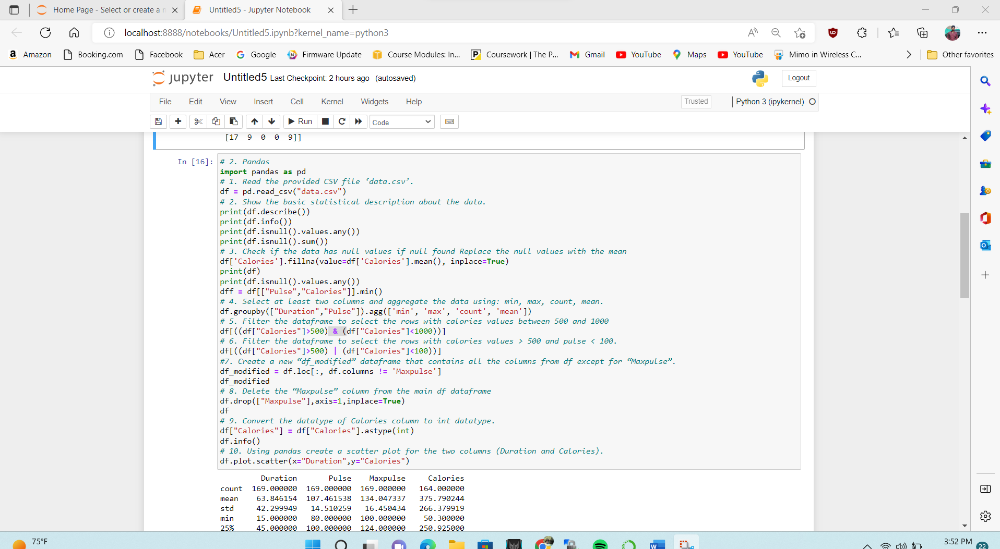 Home Page - Select or create a n
Untitled5 - Jupyter Notebook
localhost:8888/notebooks/Untitled5.ipynb?kernel_name=python3
Amazon Booking.com Facebook Acer Google Firmware Update Course Modules: In... Coursework | The P... Gmail YouTube Maps YouTube Mimo in Wireless C... Other favorites
jupyter Untitled5 Last Checkpoint: 2 hours ago (autosaved)
Logout
File Edit View Insert Cell Kernel Widgets Help
Trusted
Python 3 (ipykernel)
Run
Code
[17 9 0 0 9]]
In [16]:
# 2. Pandas
import pandas as pd
# 1. Read the provided CSV file ‘data.csv’.
df = pd.read_csv("data.csv")
# 2. Show the basic statistical description about the data.
print(df.describe())
print(df.info())
print(df.isnull().values.any())
print(df.isnull().sum())
# 3. Check if the data has null values if null found Replace the null values with the mean
df['Calories'].fillna(value=df['Calories'].mean(), inplace=True)
print(df)
print(df.isnull().values.any())
dff = df[["Pulse","Calories"]].min()
# 4. Select at least two columns and aggregate the data using: min, max, count, mean.
df.groupby(["Duration","Pulse"]).agg(['min', 'max', 'count', 'mean'])
# 5. Filter the dataframe to select the rows with calories values between 500 and 1000
df[((df["Calories"]>500) & (df["Calories"]<1000))]
# 6. Filter the dataframe to select the rows with calories values > 500 and pulse < 100.
df[((df["Calories"]>500) | (df["Calories"]<100))]
#7. Create a new “df_modified” dataframe that contains all the columns from df except for “Maxpulse”.
df_modified = df.loc[:, df.columns != 'Maxpulse']
df_modified
# 8. Delete the “Maxpulse” column from the main df dataframe
df.drop(["Maxpulse"],axis=1,inplace=True)
df
# 9. Convert the datatype of Calories column to int datatype.
df["Calories"] = df["Calories"].astype(int)
df.info()
# 10. Using pandas create a scatter plot for the two columns (Duration and Calories).
df.plot.scatter(x="Duration",y="Calories")
Duration Pulse Maxpulse Calories
count 169.000000 169.000000 169.000000 164.000000
mean 63.846154 107.461538 134.047337 375.790244
std 42.299949 14.510259 16.450434 266.379919
min 15.000000 80.000000 100.000000 50.300000
25% 45.000000 100.000000 124.000000 250.925000
75°F
3:52 PM
22